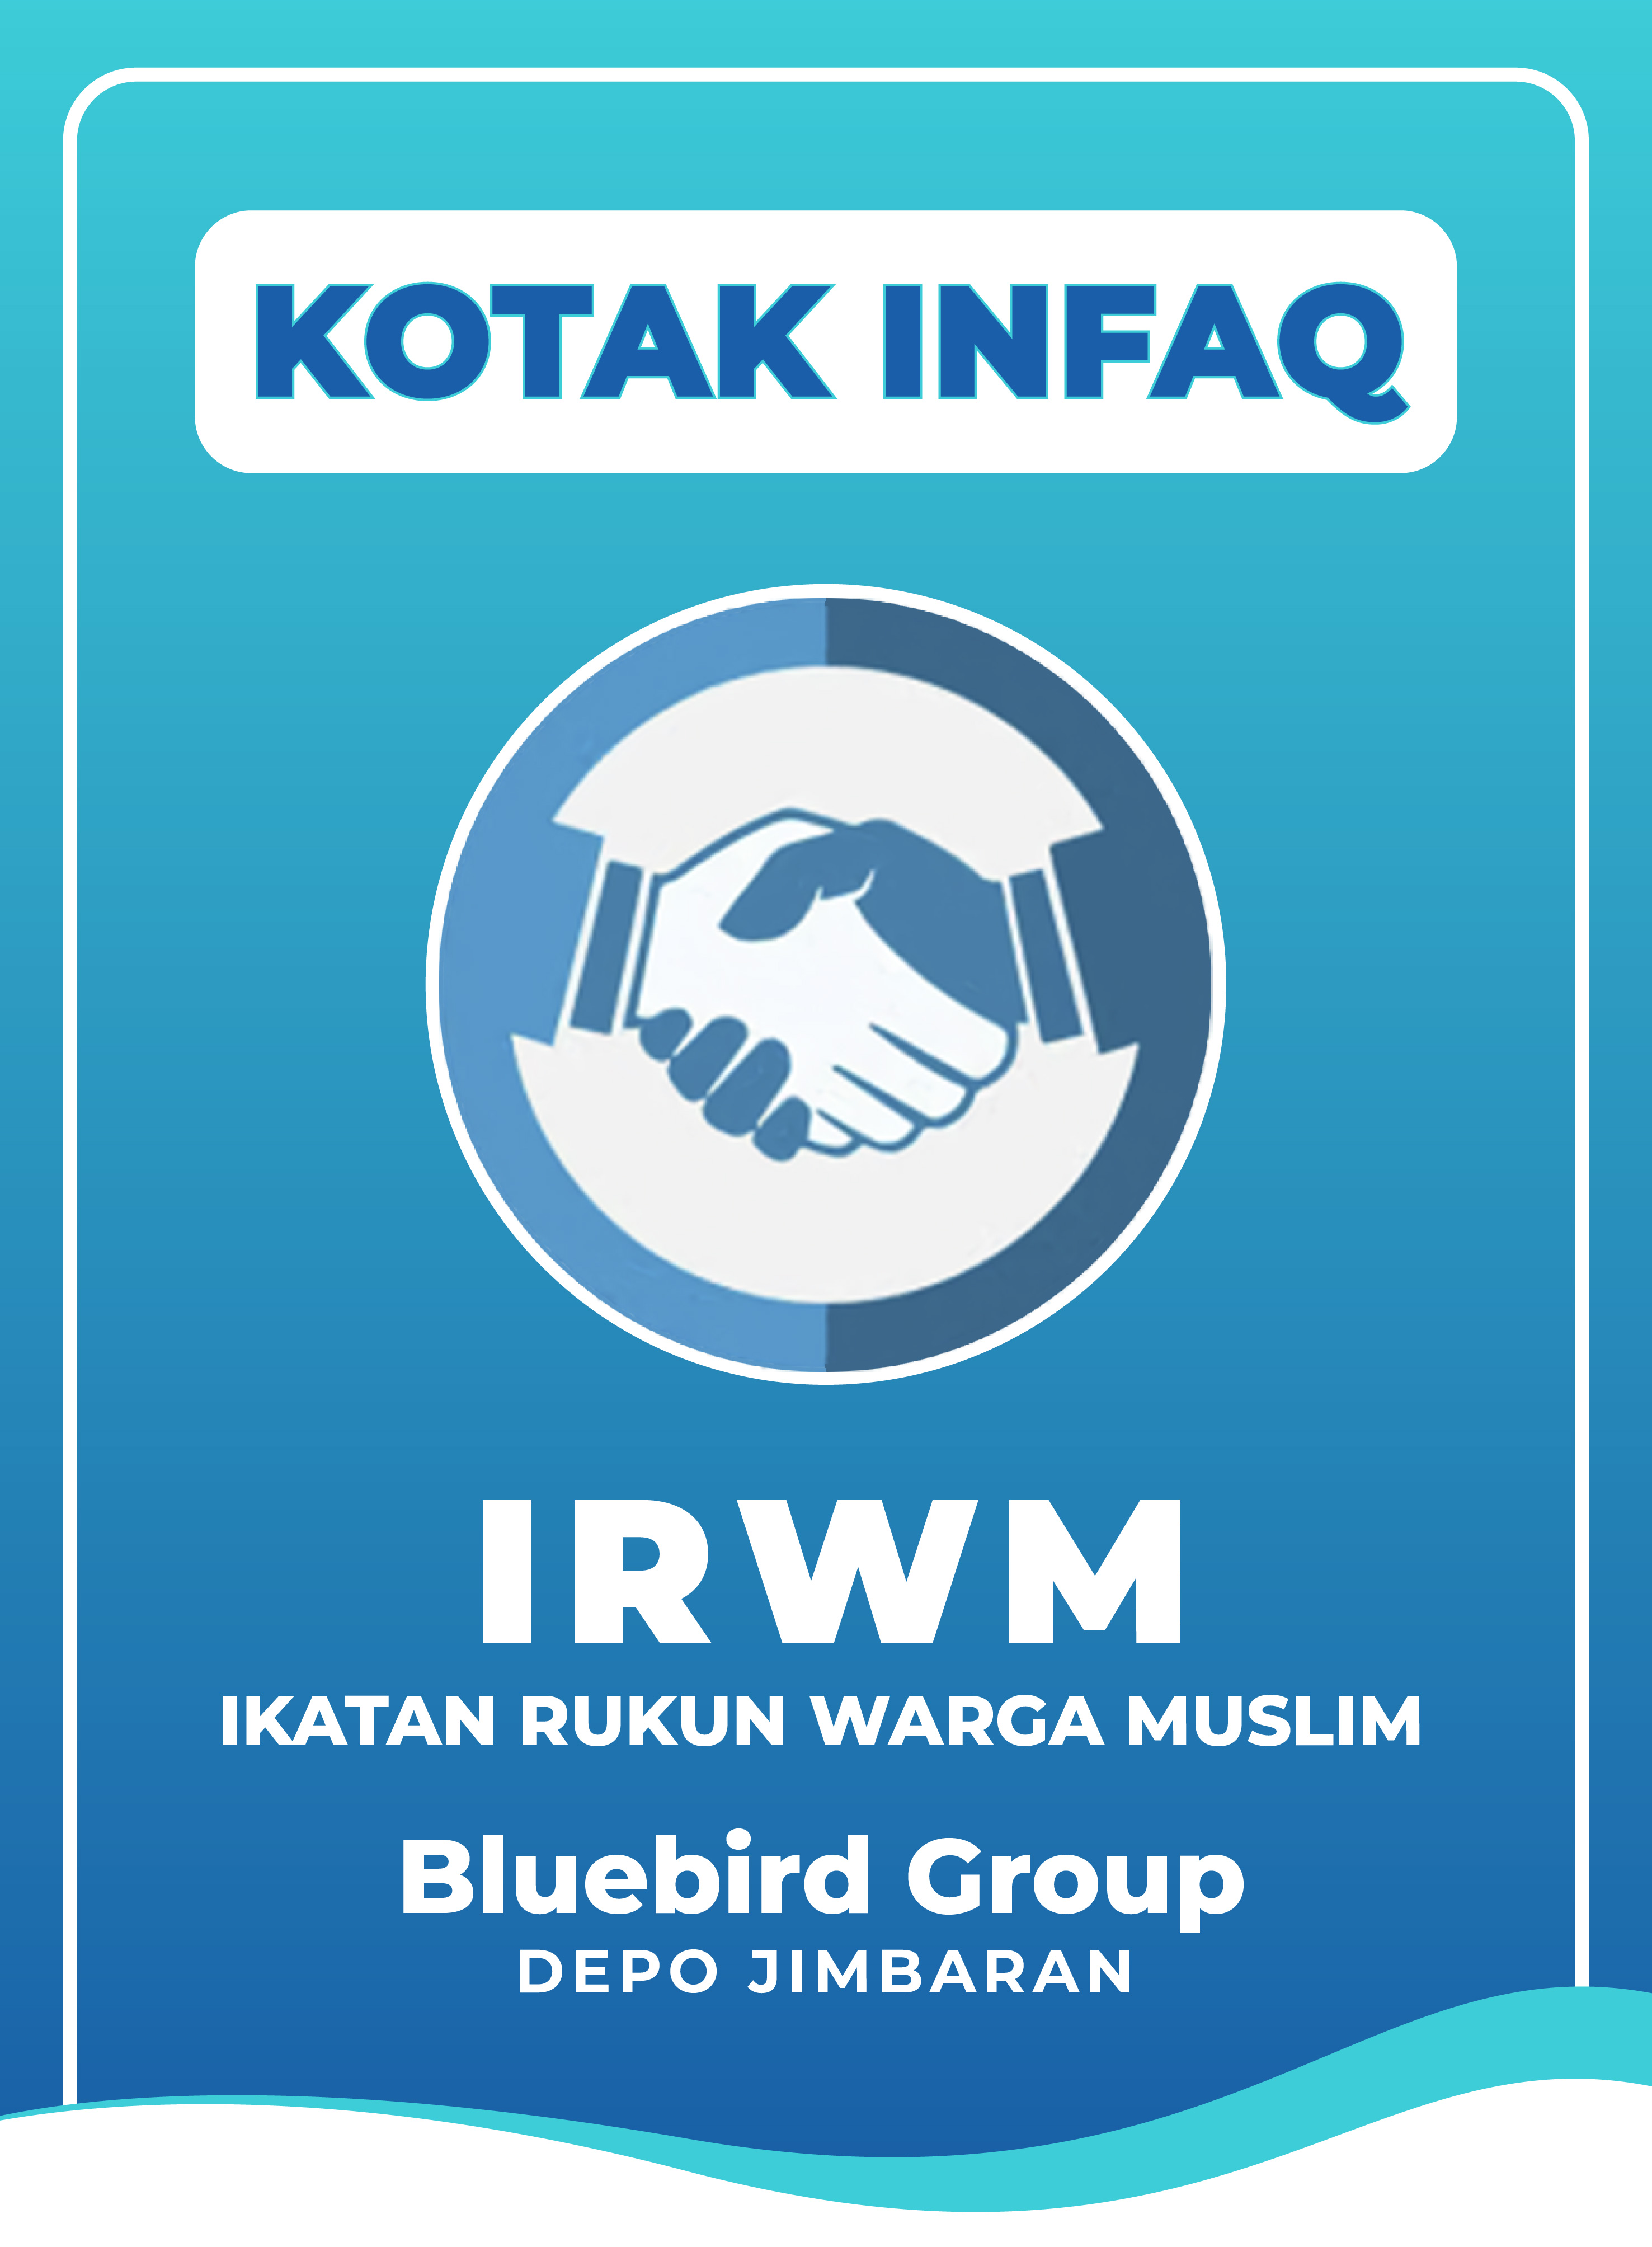 KOTAK INFAQ
IRWM
IKATAN RUKUN WARGA MUSLIM
Bluebird Group
DEPO JIMBARAN